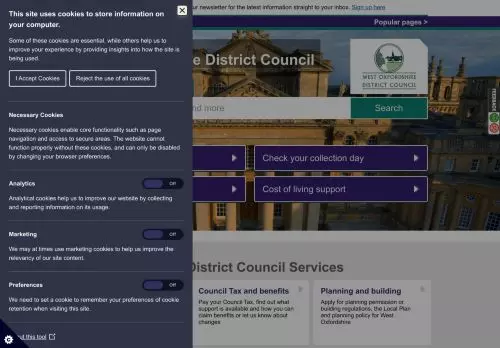 This site uses cookies to store information on
your computer.
Some of these cookies are essential, while others help us to
improve your experience by providing insights into how the site is
being used.
I Accept Cookies
Reject the use of all cookies
Necessary Cookies
Necessary cookies enable core functionality such as page
navigation and access to secure areas. The website cannot
function properly without these cookies, and can only be disabled
by changing your browser preferences.
Analytics
Off
Analytical cookies help us to improve our website by collecting
and reporting information on its usage.
Marketing
Off
We may at times use marketing cookies to help us improve the
relevancy of our site content.
Preferences
Off
We need to set a cookie to remember your preferences of cookie
retention when visiting this site.
this tool
ur newsletter for the latest information straight to your inbox. Sign up here
Popular pages >
e District Council
WEST OXFORDSHIRE
DISTRICT COUNCIL
nd more
Search
Check your collection day
Cost of living support
District Council Services
Council Tax and benefits
Pay your Council Tax, find out what
support is available and how you can
claim benefits or let us know about
changes
Planning and building
Apply for planning permission or
building regulations, the Local Plan
and planning policy for West
Oxfordshire